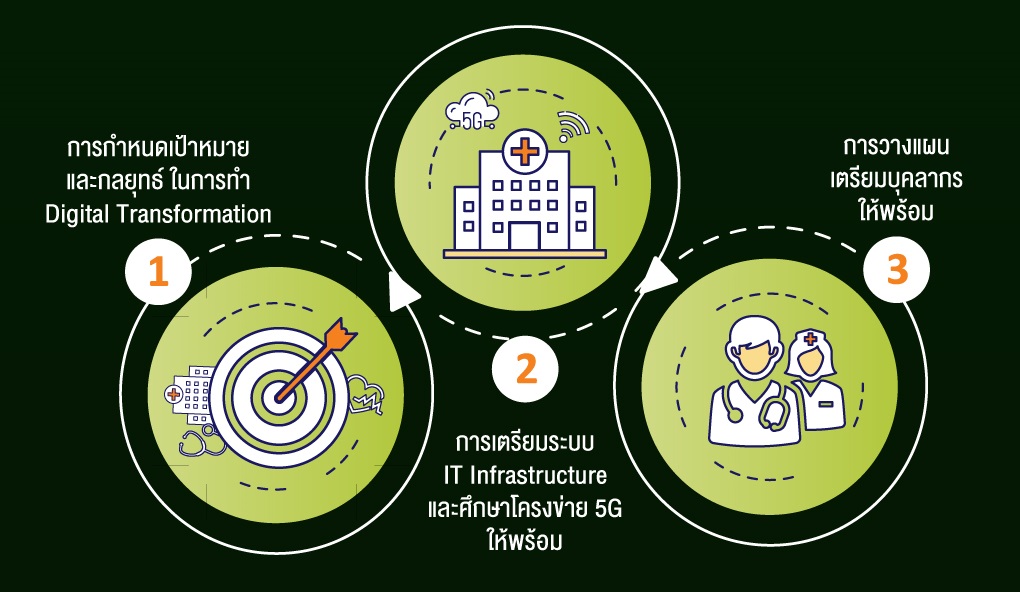 การกำหนดเป้าหมาย
และกลยุทธ์ ในการทำ
Digital Transformation
1
5G
2
การเตรียมระบบ
IT Infrastructure
และศึกษาโครงข่าย 5G
ให้พร้อม
การวางแผน
เตรียมบุคลากร
ให้พร้อม
3